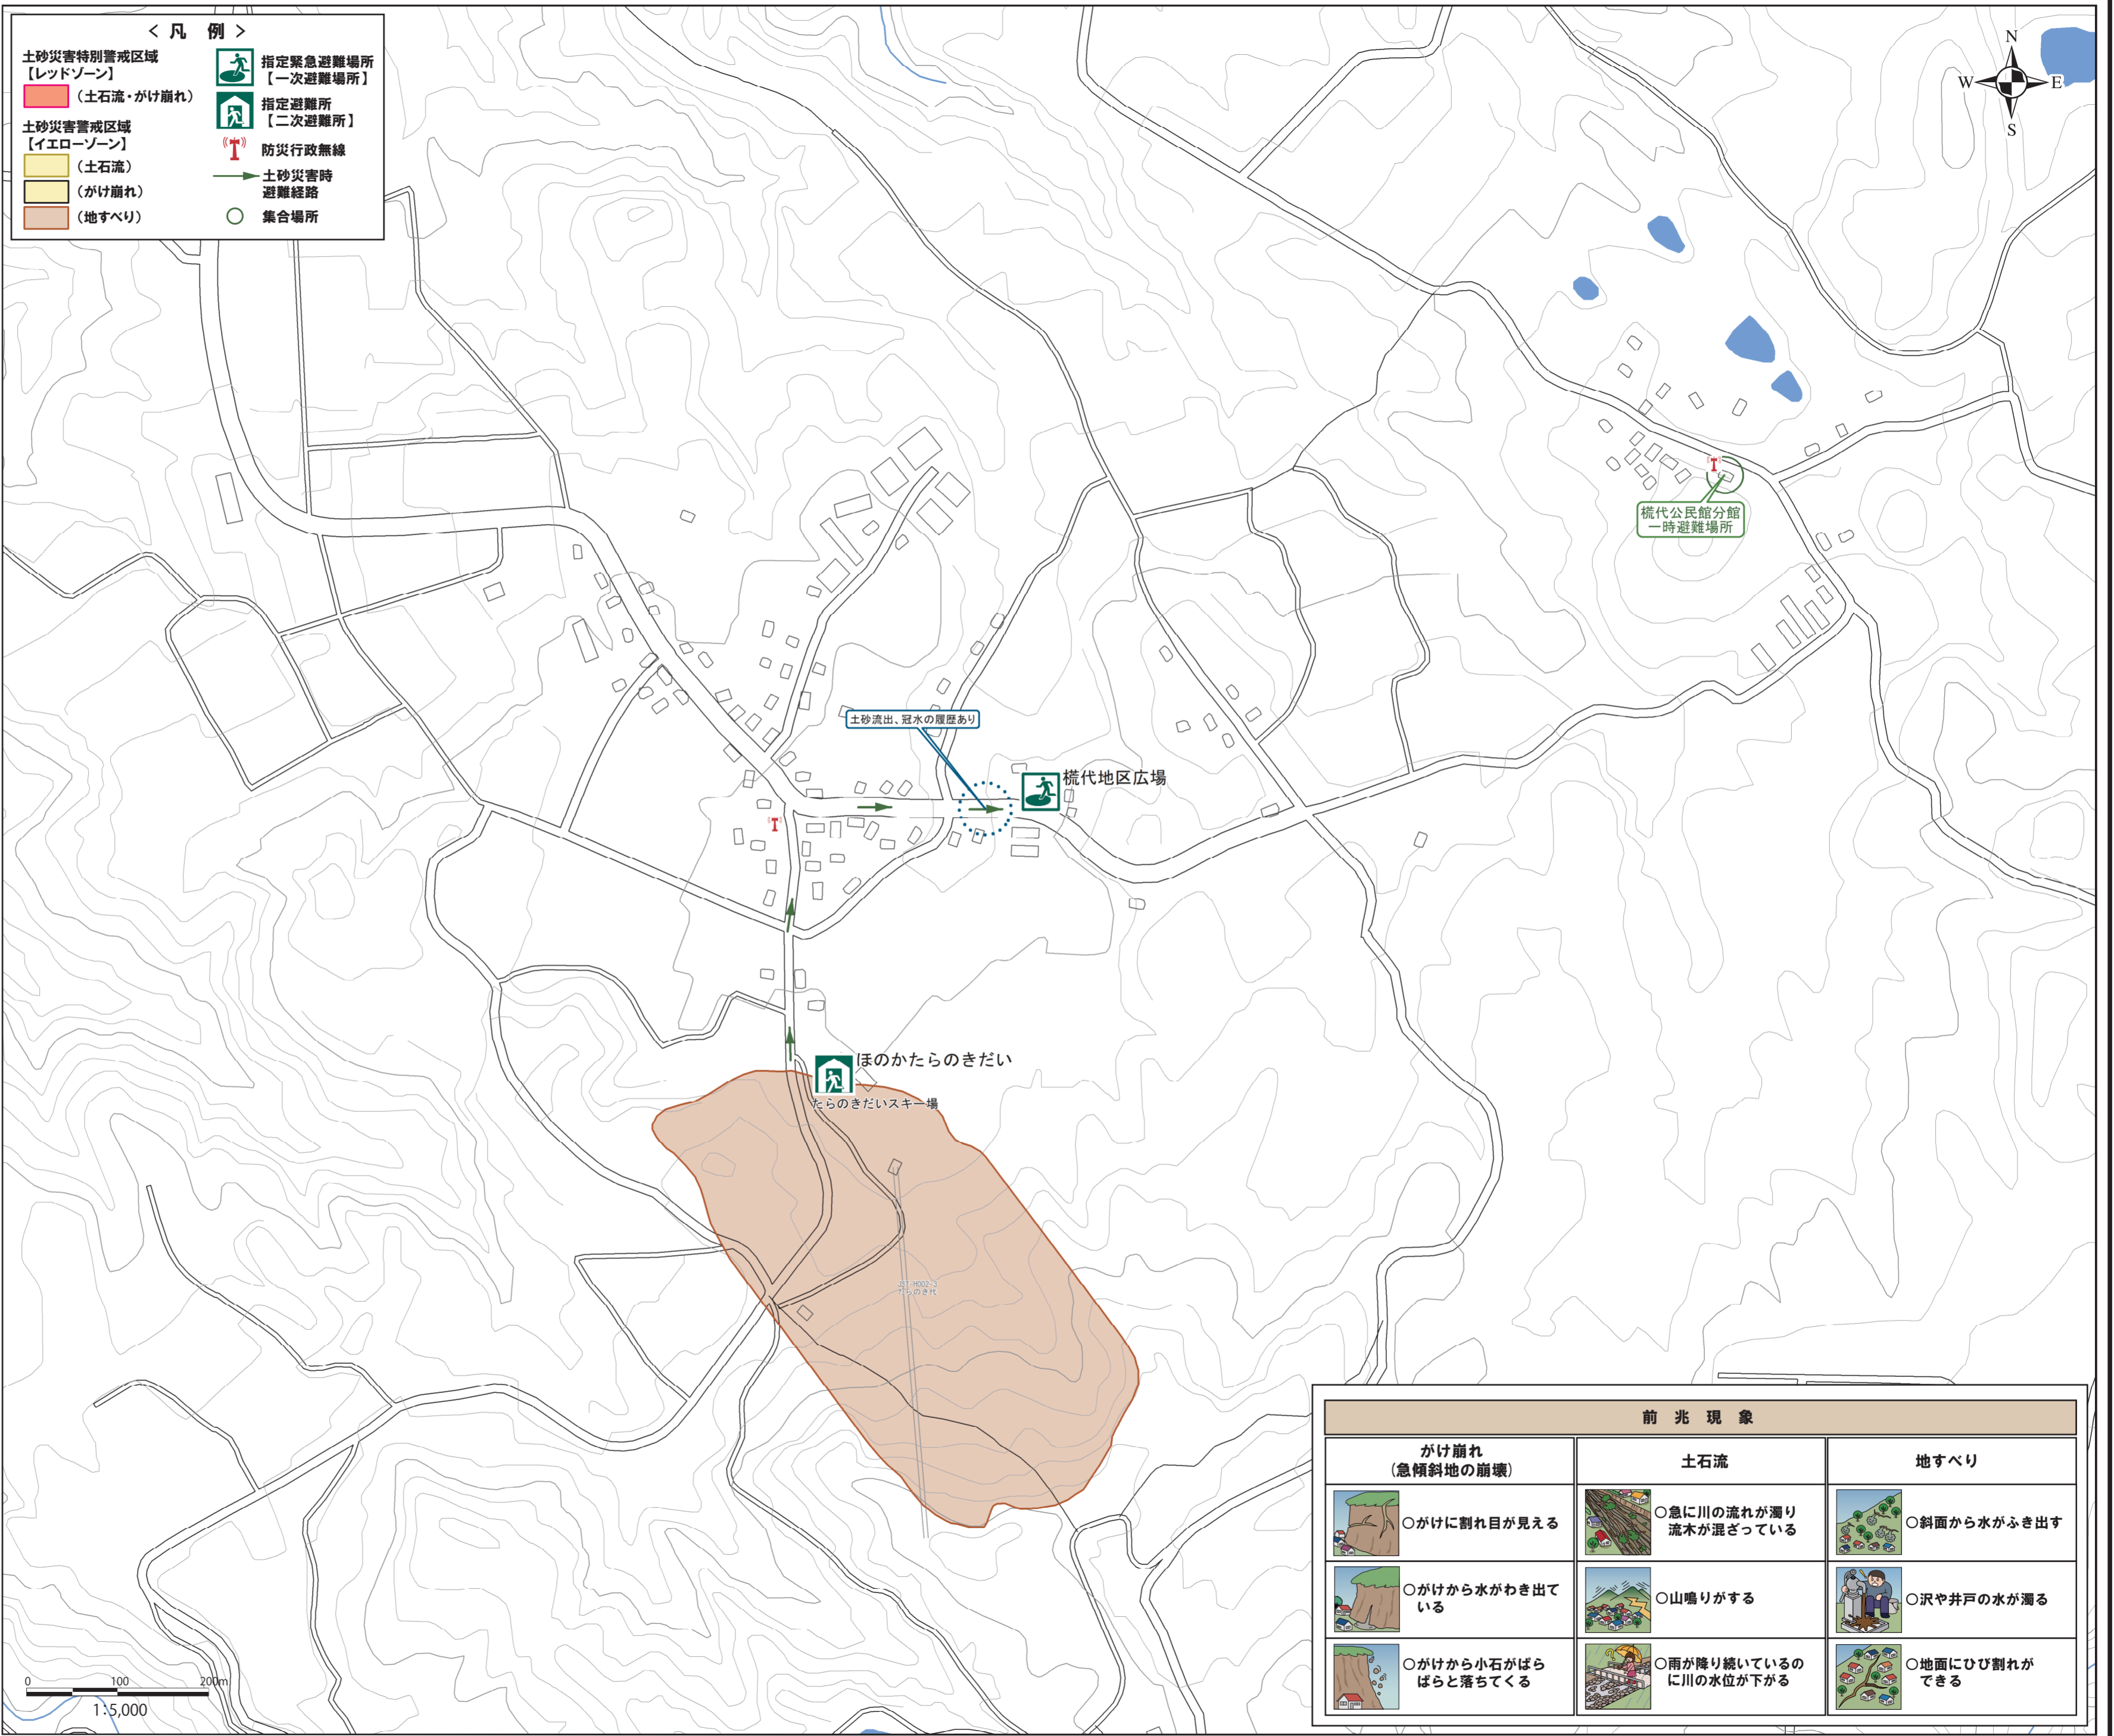 ＜凡　例＞
土砂災害特別警戒区域
【レッドゾーン】
（土石流・がけ崩れ）
土砂災害警戒区域
【イエローゾーン】
（土石流）
（がけ崩れ）
（地すべり）
指定緊急避難場所
【一次避難場所】
指定避難所
【二次避難所】
防災行政無線
土砂災害時
避難経路
集合場所
N
W
E
S
梳代公民館分館
一時避難場所
土砂流出、冠水の履歴あり
梳代地区広場
ほのかたらのきだい
たらのきだいスキー場
たらのき代
0
100
200m
1:5,000
前兆現象
がけ崩れ
（急傾斜地の崩壊）
土石流
地すべり
○がけに割れ目が見える
○急に川の流れが濁り
流木が混ざっている
○斜面から水がふき出す
○がけから水がわき出て
いる
○山鳴りがする
○沢や井戸の水が濁る
○がけから小石がばら
ばらと落ちてくる
○雨が降り続いているの
に川の水位が下がる
○地面にひび割れが
できる